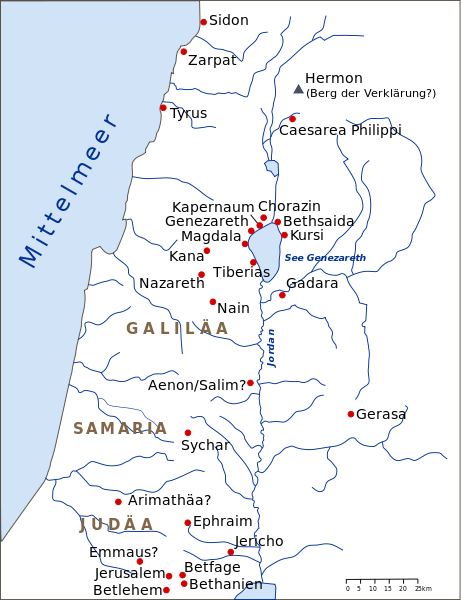 Sidon
Zarpat
Hermon
(Berg der Verklärung?)
Tyrus
Caesarea Philippi
Mittelmeer
Kapernaum Chorazin
Genezareth
Bethsaida
Magdala
Kursi
Kana
See Genezareth
Tiberias
Nazareth
Gadara
Nain
GALILÄA
Jordan
Aenon/Salim?
Gerasa
SAMARIA
Sychar
Arimathäa?
JUDÄA
Ephraim
Jericho
Emmaus?
Betfage
Jerusalem
Bethanien
Betlehem
0 5 10 15 20 25km